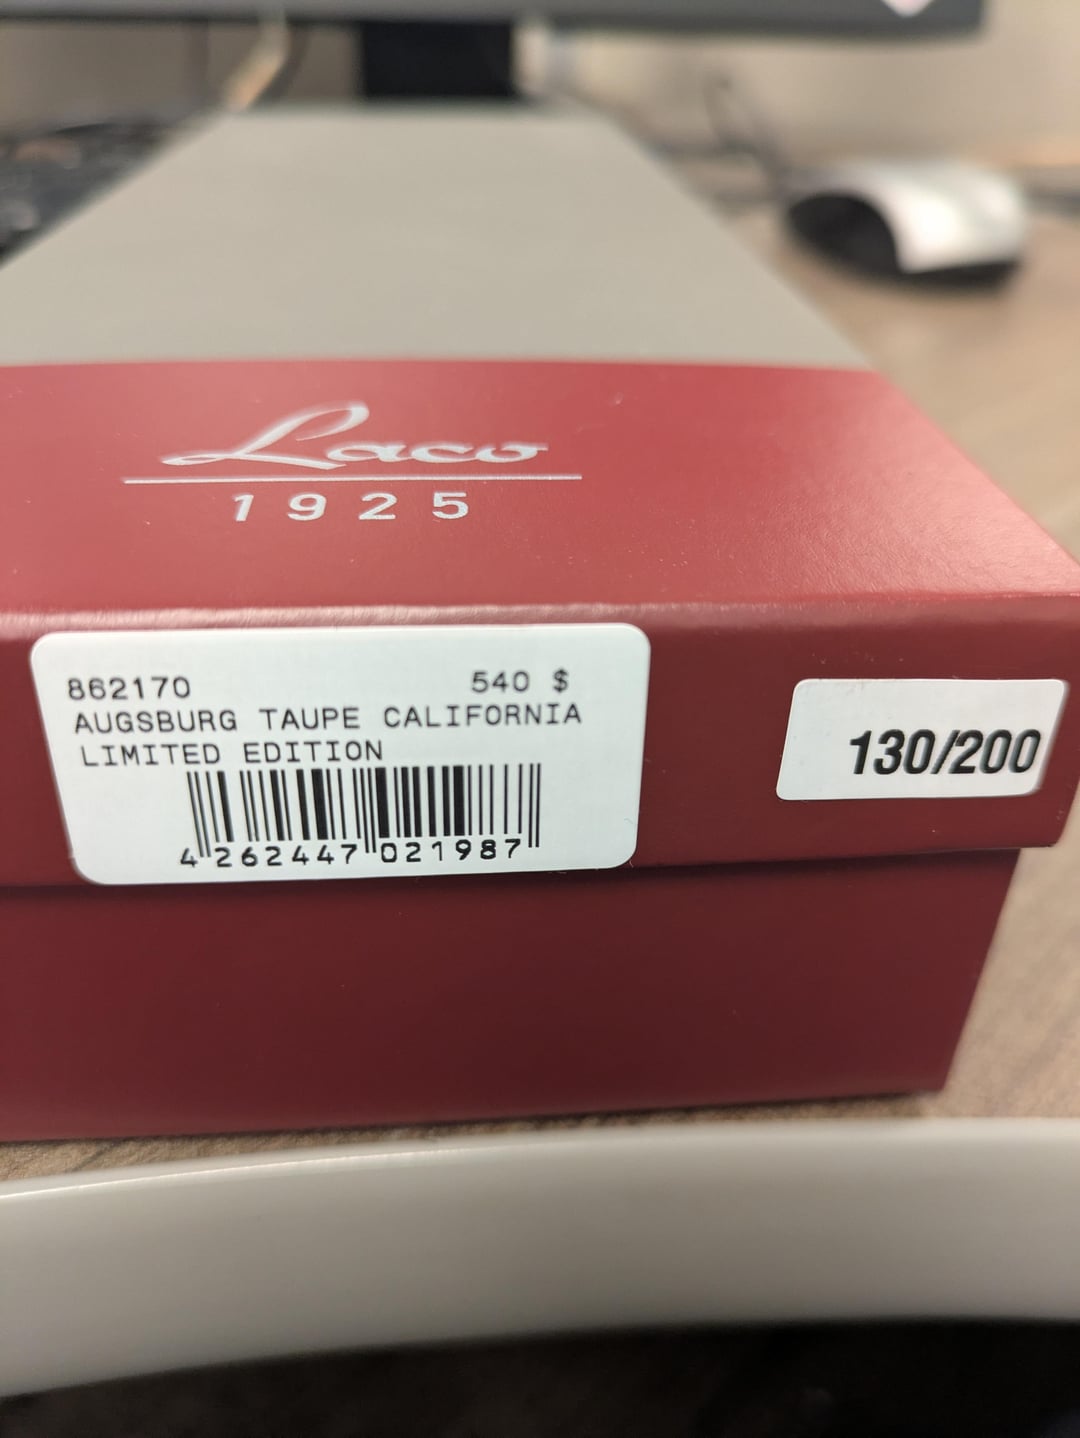 Laco
1925
862170 540 $
AUGSBURG TAUPE CALIFORNIA
LIMITED EDITION
4 262447 021987
130/200